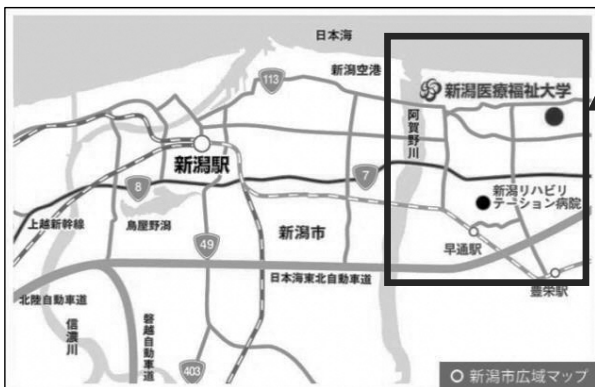 日本海
113
新潟空港
新潟医療福祉大学
阿賀野川
新潟駅
7
8
新潟リハビリ
テーション病院
上越新幹線
鳥屋野潟
49
新潟市
早通駅
日本海東北自動車道
北陸自動車道
豊栄駅
信濃川
磐越自動車道
403
新潟市広域マップ